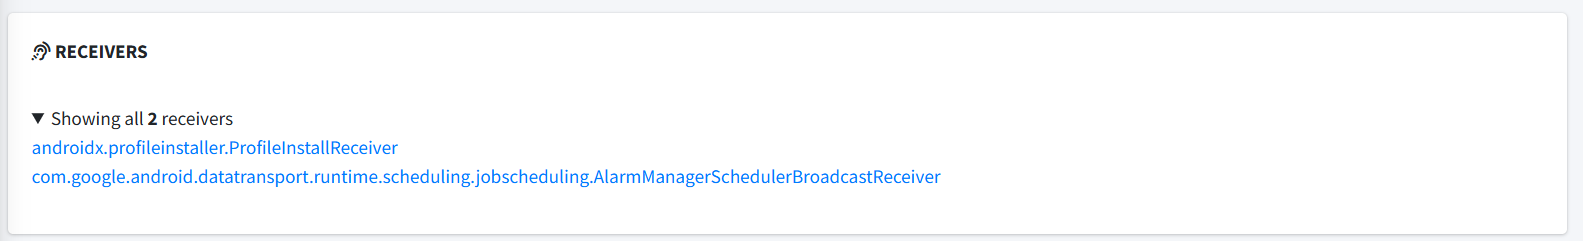 RECEIVERS
Showing all 2 receivers
androidx.profileinstaller.ProfileInstallReceiver
com.google.android.datatransport.runtime.scheduling.jobscheduling.AlarmManagerSchedulerBroadcastReceiver